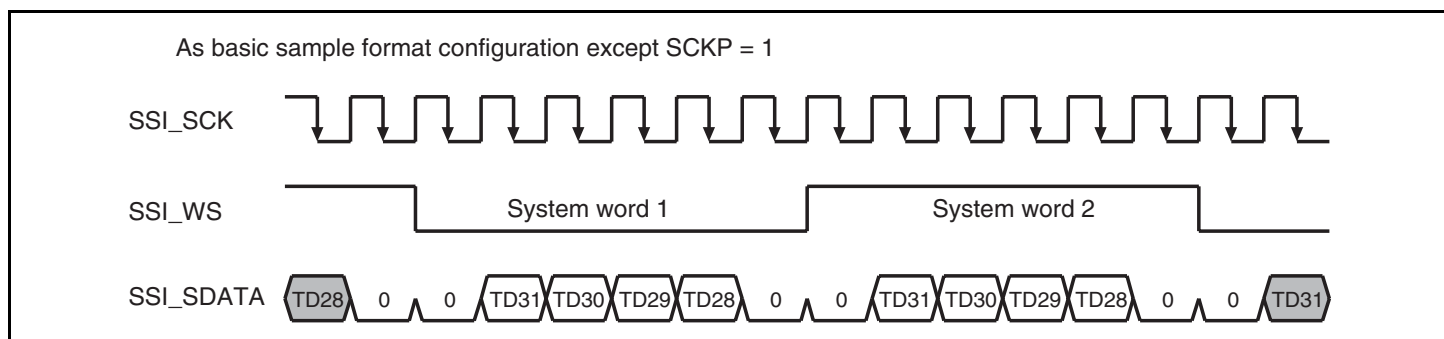 As basic sample format configuration except SCKP = 1
SSI_SCK
SSI_WS System word 1 System word 2
SSI_SDATA TD28 0 0 TD31 TD30 TD29 TD28 0 0 TD31 TD30 TD29 TD28 0 0 TD31